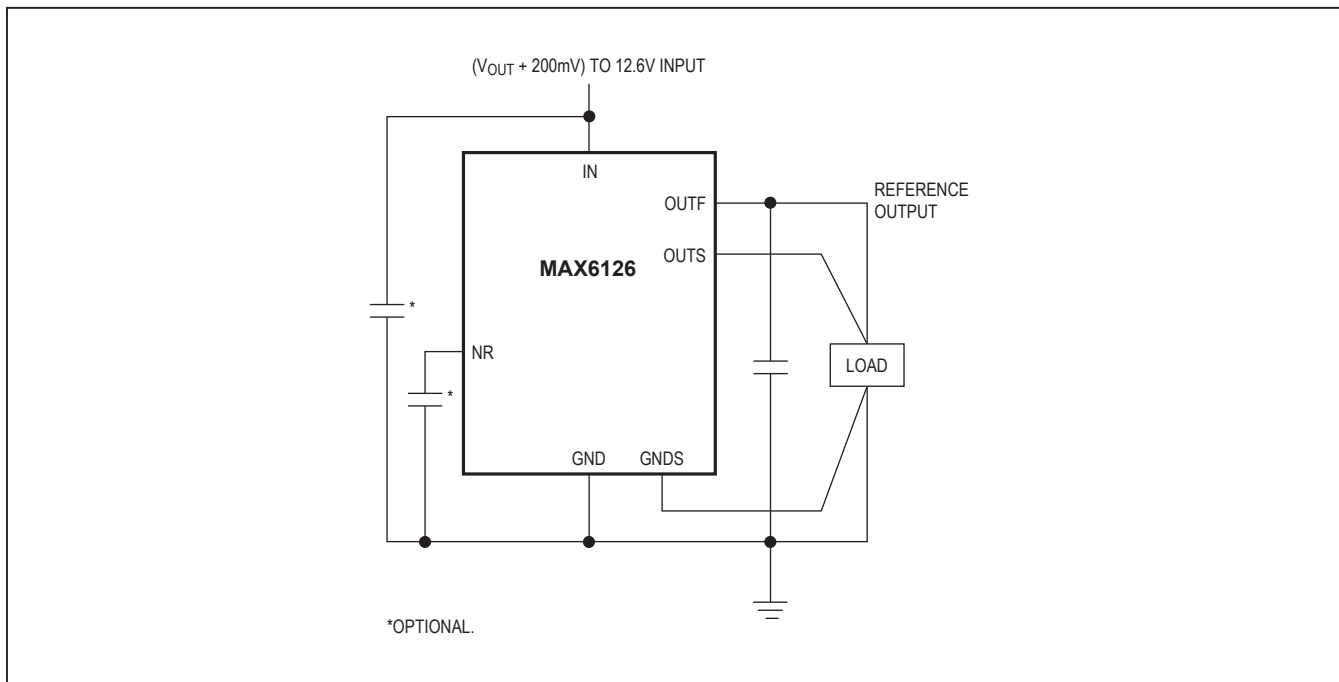 (VOUT + 200mV) TO 12.6V INPUT
IN
OUTF
REFERENCE
OUTPUT
OUTS
MAX6126
*
LOAD
NR
*
GND GNDS
*OPTIONAL.